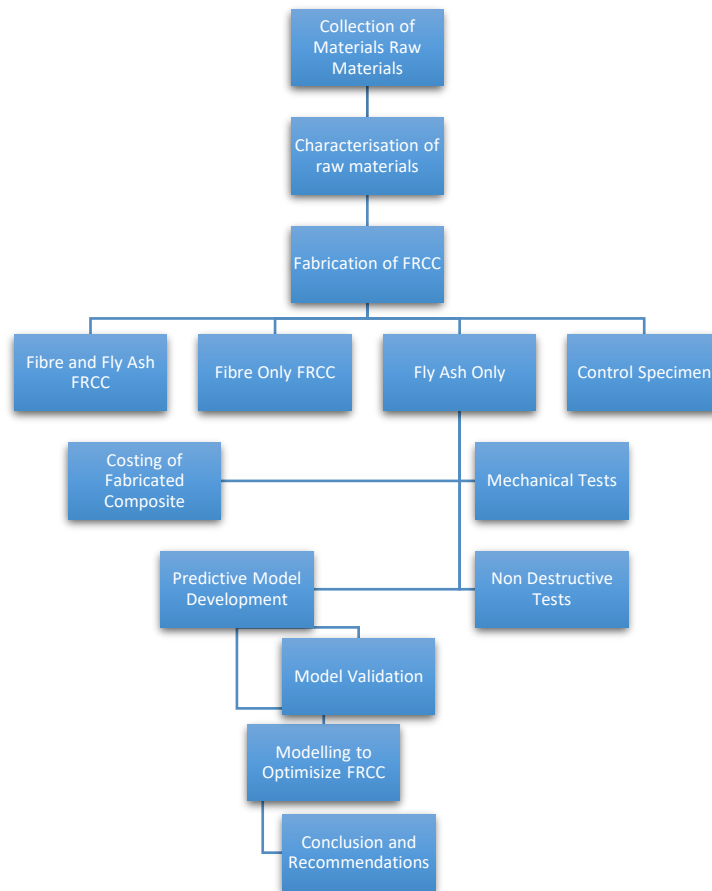 Collection of
Materials Raw
Materials
Characterisation of
raw materials
Fabrication of FRCC
Fibre and Fly Ash
FRCC
Fibre Only FRCC
Fly Ash Only
Control Specimen
Costing of
Fabricated
Composite
Mechanical Tests
Predictive Model
Development
Non Destructive
Tests
Model Validation
Modelling to
Optimisize FRCC
Conclusion and
Recommendations